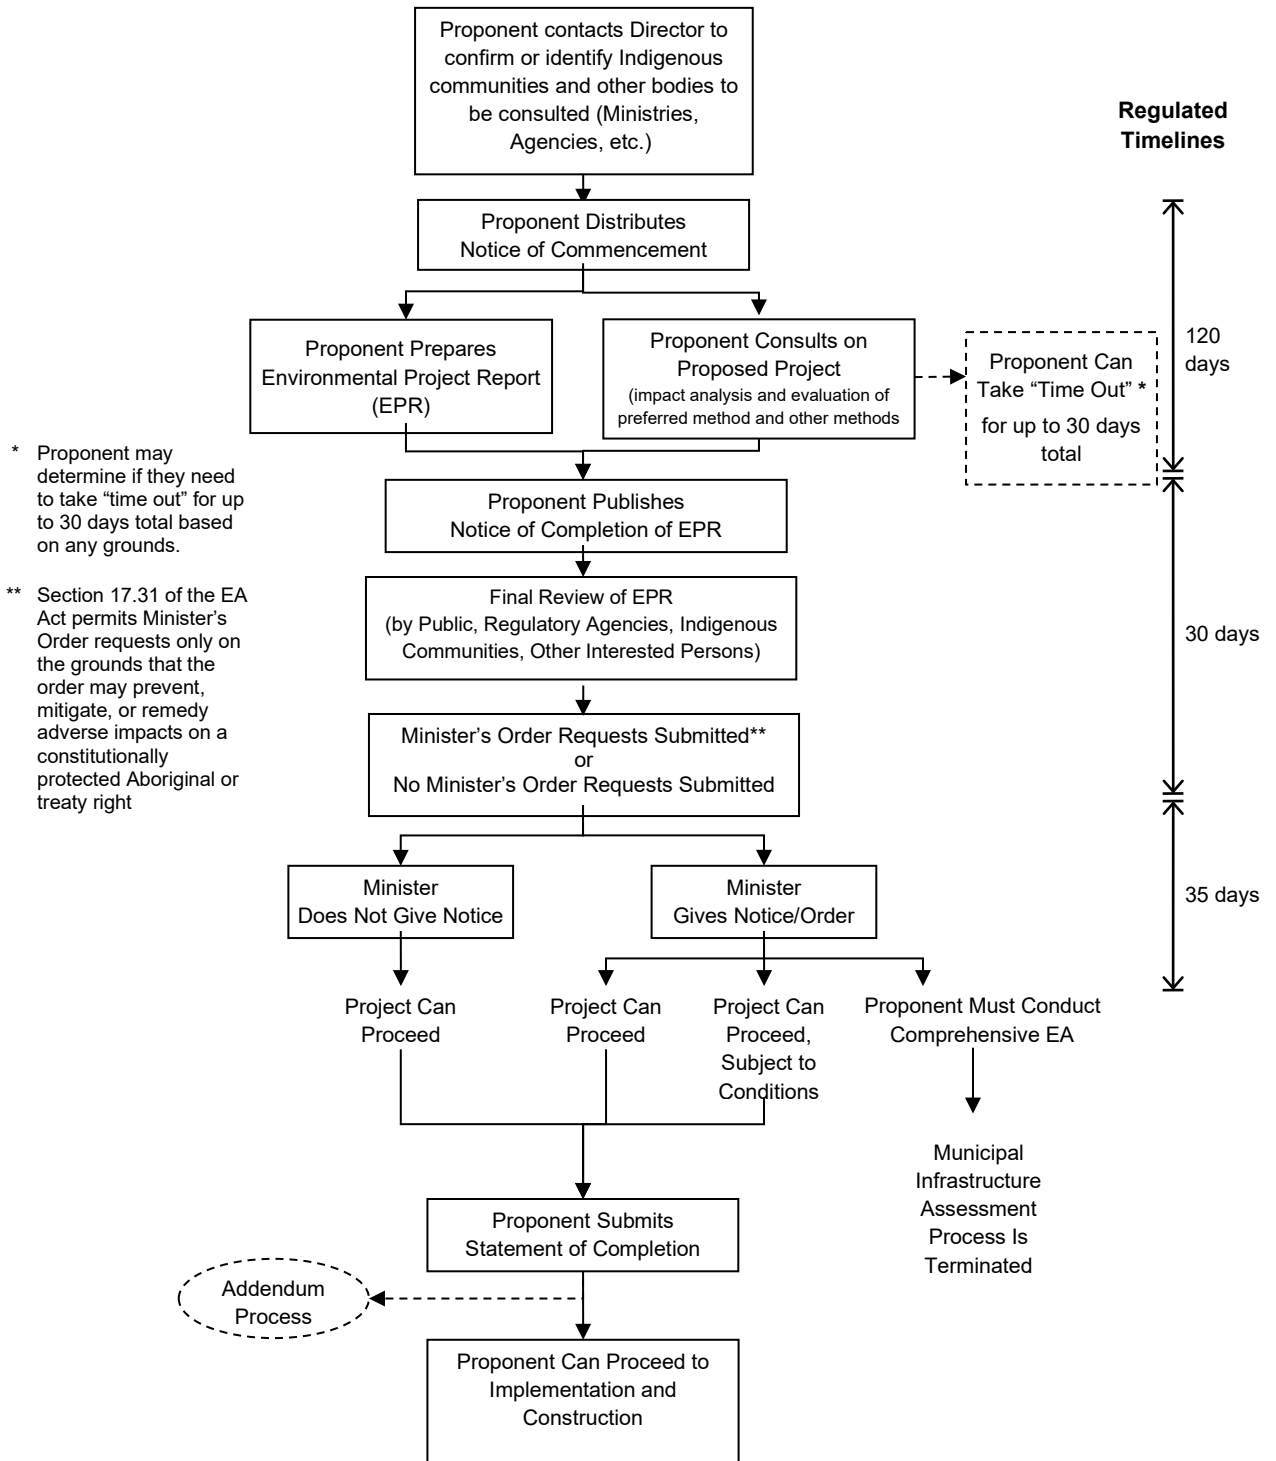 Proponent contacts Director to
confirm or identify Indigenous
communities and other bodies to
be consulted (Ministries,
Agencies, etc.)
Regulated
Timelines
Proponent Distributes
Notice of Commencement
Proponent Prepares
Environmental Project Report
(EPR)
Proponent Consults on
Proposed Project
(impact analysis and evaluation of
preferred method and other methods
Proponent Can
Take “Time Out” *
for up to 30 days
total
120
days
* Proponent may
determine if they need
to take “time out” for up
to 30 days total based
on any grounds.
** Section 17.31 of the EA
Act permits Minister’s
Order requests only on
the grounds that the
order may prevent,
mitigate, or remedy
adverse impacts on a
constitutionally
protected Aboriginal or
treaty right
Proponent Publishes
Notice of Completion of EPR
Final Review of EPR
(by Public, Regulatory Agencies, Indigenous
Communities, Other Interested Persons)
30 days
Minister’s Order Requests Submitted**
or
No Minister’s Order Requests Submitted
Minister
Does Not Give Notice
Minister
Gives Notice/Order
35 days
Project Can
Proceed
Project Can
Proceed
Project Can
Proceed,
Subject to
Conditions
Proponent Must Conduct
Comprehensive EA
Municipal
Infrastructure
Assessment
Process Is
Terminated
Proponent Submits
Statement of Completion
Addendum
Process
Proponent Can Proceed to
Implementation and
Construction